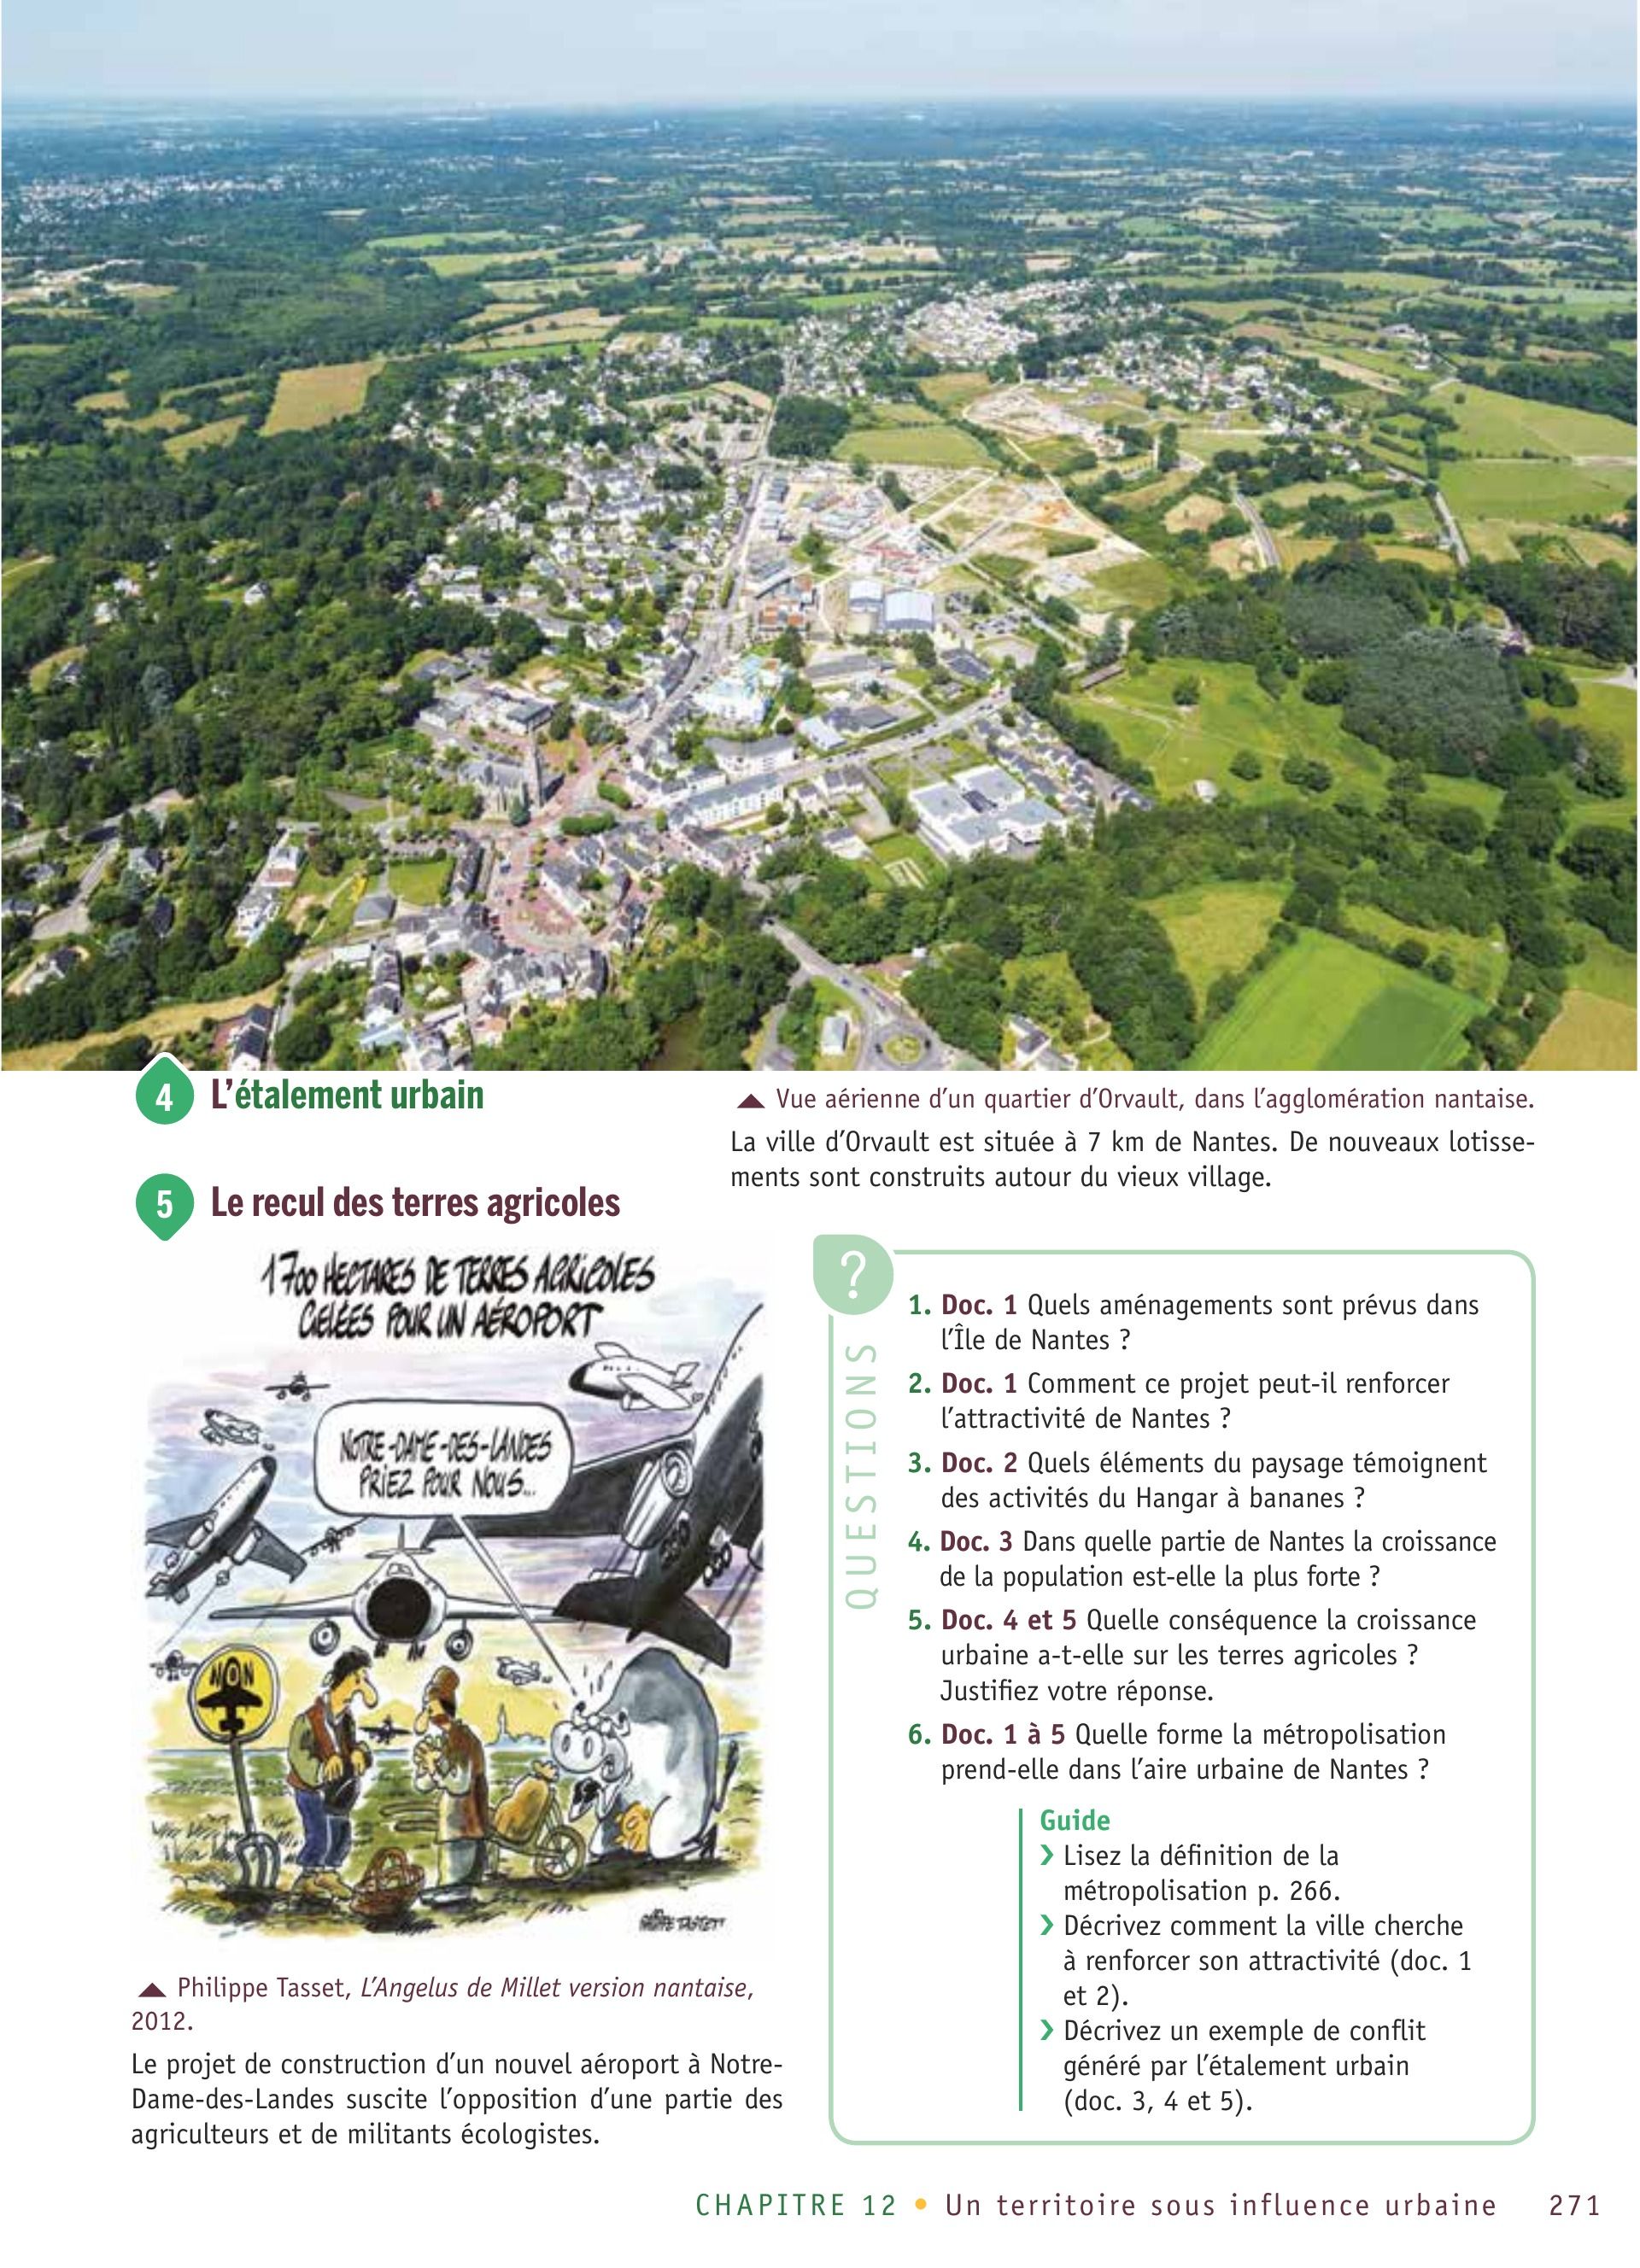 4 L'étalement urbain
Vue aérienne d'un quartier d'Orvault, dans l'agglomération nantaise.
La ville d'Orvault est située à 7 km de Nantes. De nouveaux lotisse-
ments sont construits autour du vieux village.
5 Le recul des terres agricoles
1700 HECTARES DE TERRES AGRICOLES
GELÉES POUR UN AÉROPORT
NOTRE-DAME-DES-LANDES
PRIEZ POUR NOUS...
NON
PHILIPPE TASTET
Philippe Tasset, L'Angelus de Millet version nantaise,
2012.
Le projet de construction d'un nouvel aéroport à Notre-
Dame-des-Landes suscite l'opposition d'une partie des
agriculteurs et de militants écologistes.
?
QUESTIONS
1. Doc. 1 Quels aménagements sont prévus dans
l'Île de Nantes ?
2. Doc. 1 Comment ce projet peut-il renforcer
l'attractivité de Nantes ?
3. Doc. 2 Quels éléments du paysage témoignent
des activités du Hangar à bananes ?
4. Doc. 3 Dans quelle partie de Nantes la croissance
de la population est-elle la plus forte ?
5. Doc. 4 et 5 Quelle conséquence la croissance
urbaine a-t-elle sur les terres agricoles ?
Justifiez votre réponse.
6. Doc. 1 à 5 Quelle forme la métropolisation
prend-elle dans l'aire urbaine de Nantes ?
Guide
› Lisez la définition de la
métropolisation p. 266.
› Décrivez comment la ville cherche
à renforcer son attractivité (doc. 1
et 2).
› Décrivez un exemple de conflit
généré par l'étalement urbain
(doc. 3, 4 et 5).
CHAPITRE 12 • Un territoire sous influence urbaine 271